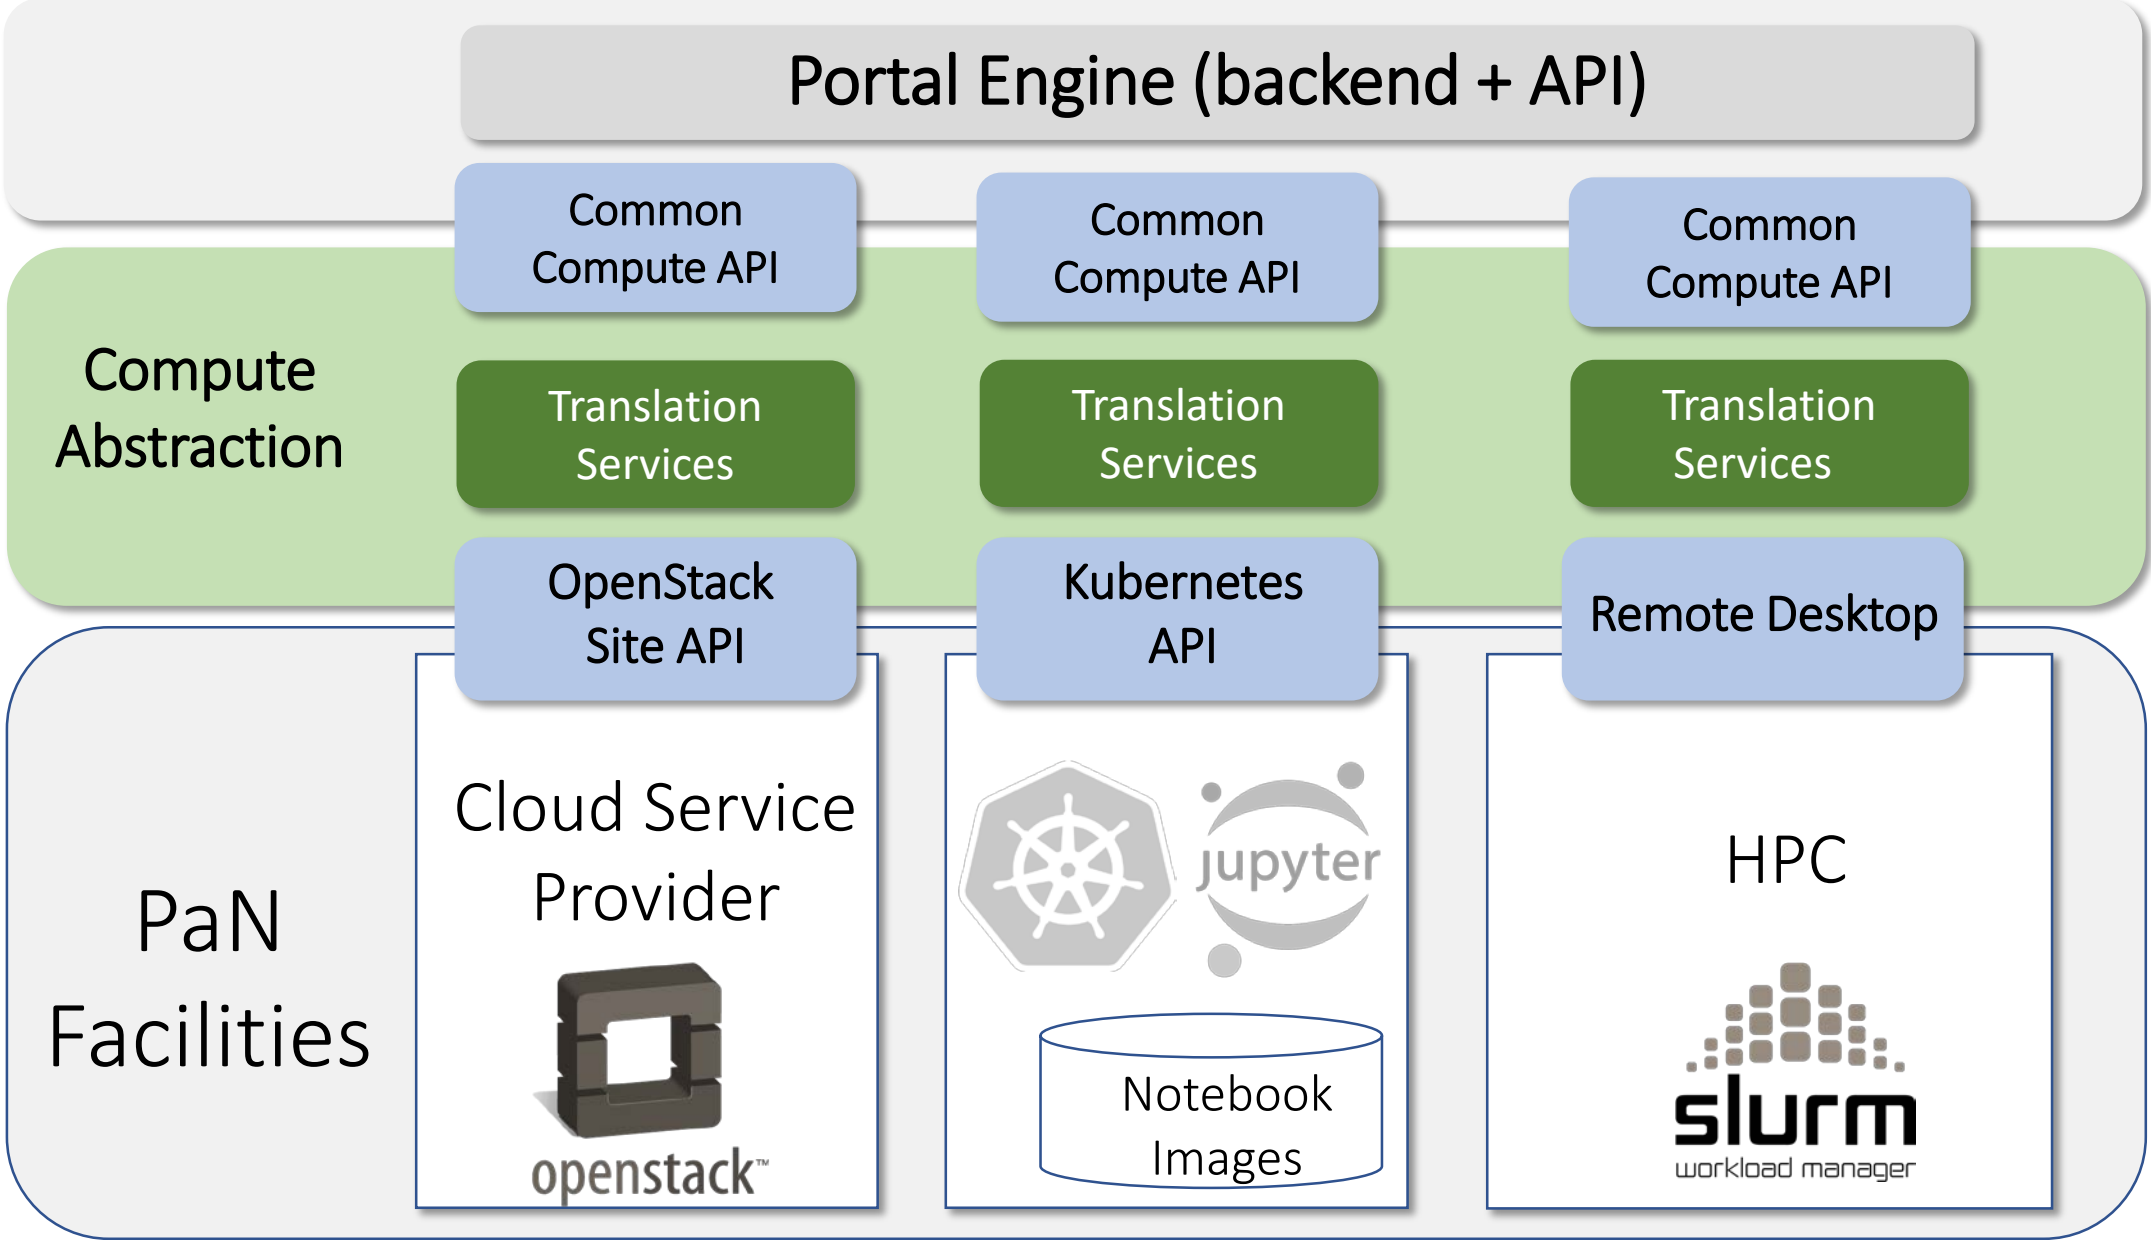 Portal Engine (backend + API)
Common
Compute API
Common
Compute API
Common
Compute API
Compute
Abstraction
Translation
Services
Translation
Services
Translation
Services
OpenStack
Site API
Kubernetes
API
Remote Desktop
PaN
Facilities
Cloud Service
Provider
openstack™
jupyter
Notebook
Images
HPC
slurm
workload manager